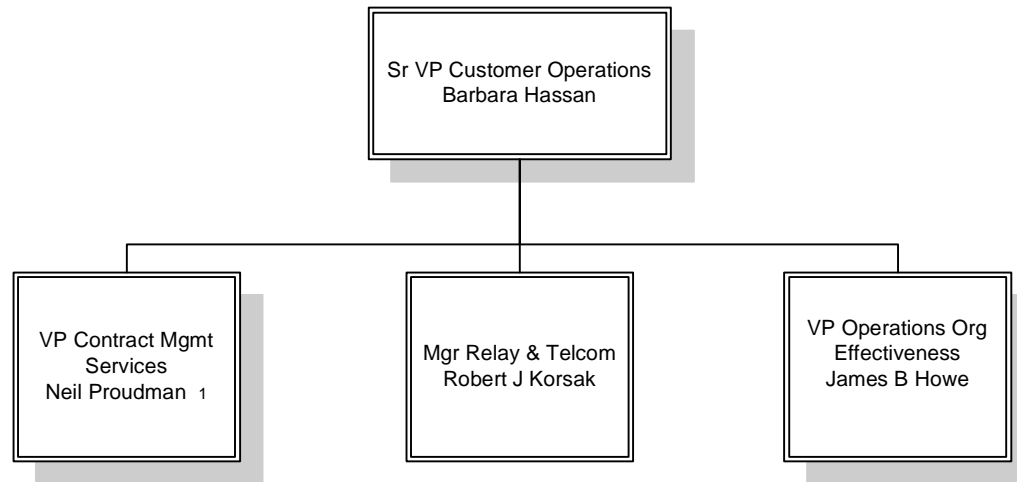 Sr VP Customer Operations
Barbara Hassan
VP Contract Mgmt
Services
Neil Proudman 1
Mgr Relay & Telcom
Robert J Korsak
VP Operations Org
Effectiveness
James B Howe